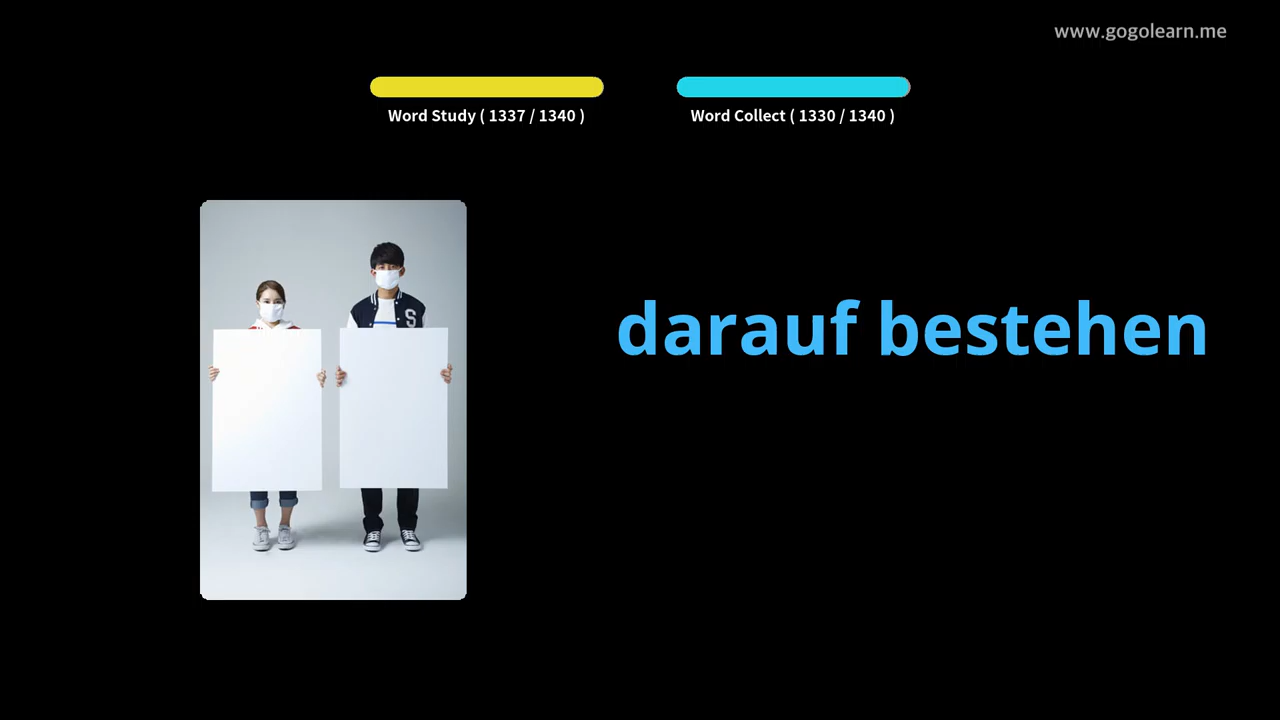 www.gogolearn.me
Word Study ( 1337 / 1340 )
Word Collect ( 1330 / 1340 )
S
darauf bestehen